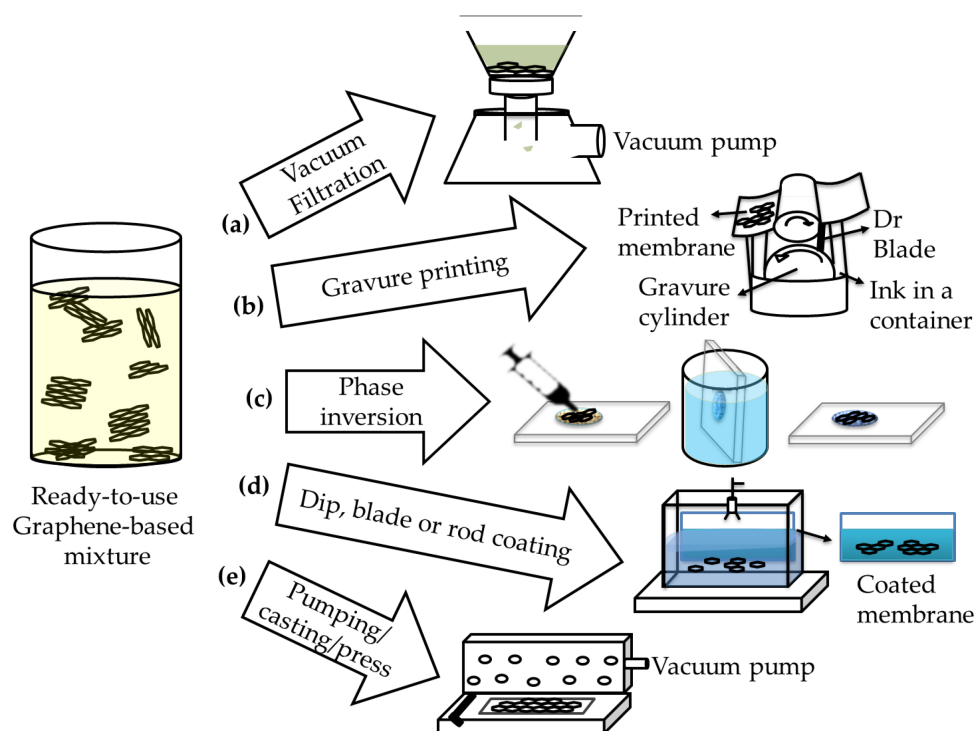 (a)
Vacuum
Filtration
Vacuum pump
(b)
Gravure printing
Printed
membrane
Gravure
cylinder
Dr
Blade
Ink in a
container
(c)
Phase
inversion
Ready-to-use
Graphene-based
mixture
(d)
Dip, blade or rod coating
Coated
membrane
(e)
Pumping/
casting/press
Vacuum pump